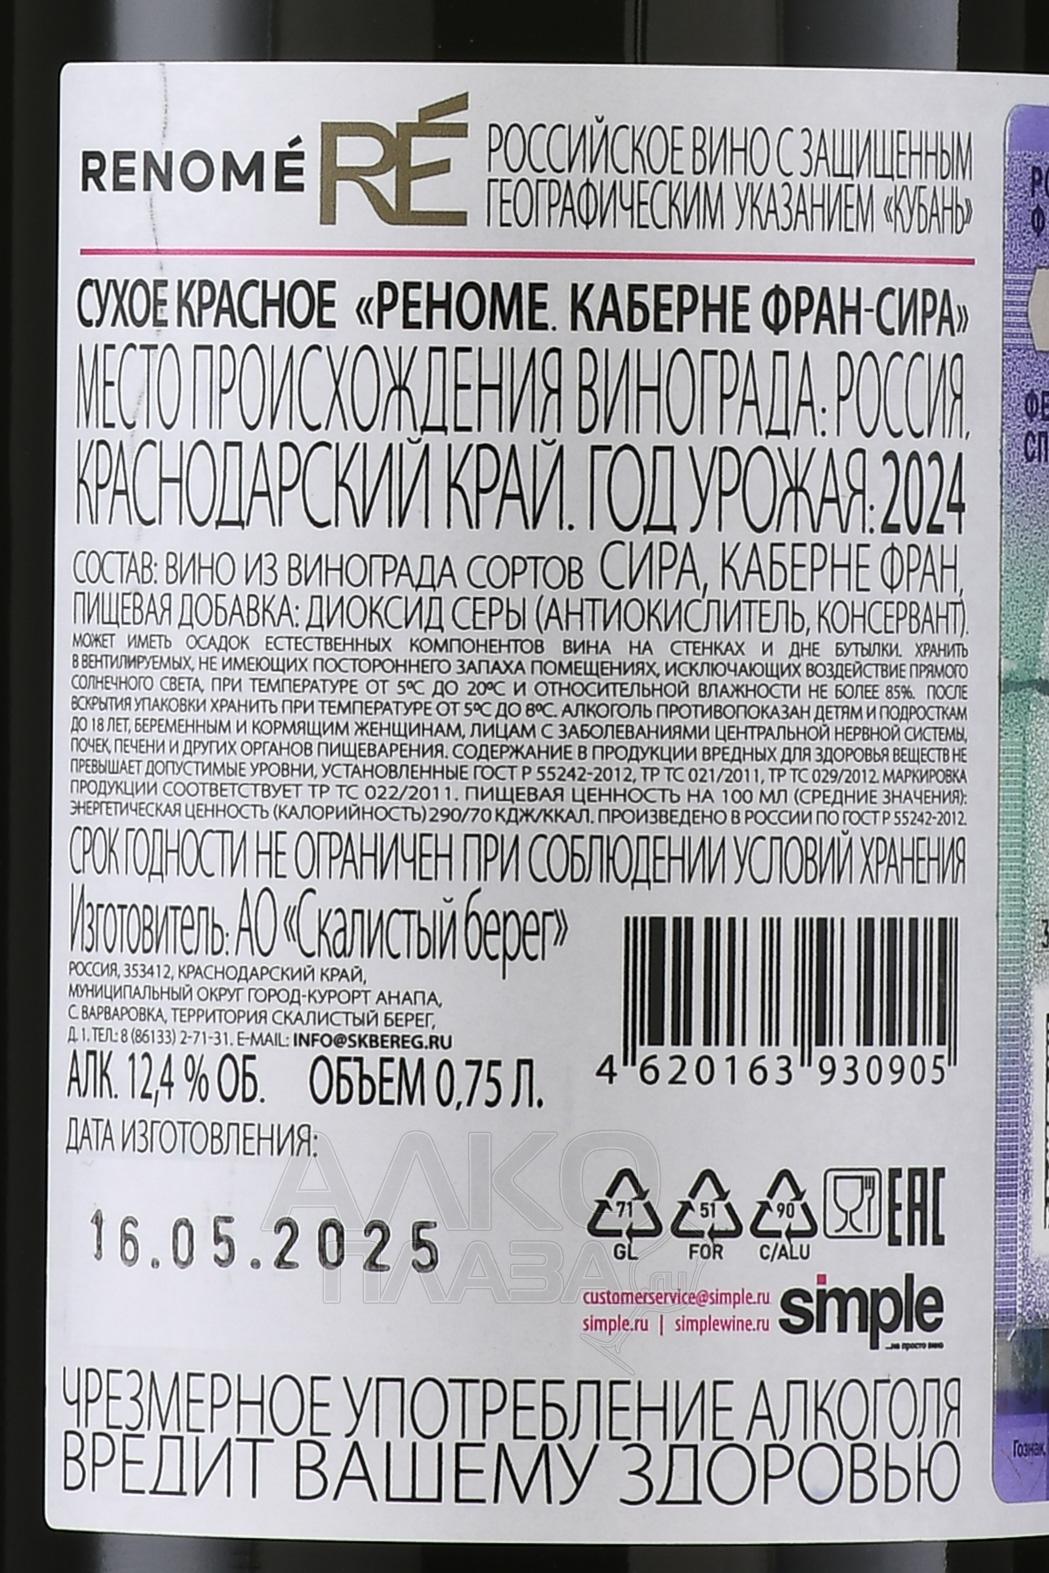 RENOMÉ RÉ РОССИЙСКОЕ ВИНО С ЗАЩИЩЕННЫМ
ГЕОГРАФИЧЕСКИМ УКАЗАНИЕМ «КУБАНЬ»
СУХОЕ КРАСНОЕ «РЕНОМЕ. КАБЕРНЕ ФРАН-СИРА»
МЕСТО ПРОИСХОЖДЕНИЯ ВИНОГРАДА: РОССИЯ,
КРАСНОДАРСКИЙ КРАЙ. ГОД УРОЖАЯ: 2024
СОСТАВ: ВИНО ИЗ ВИНОГРАДА СОРТОВ СИРА, КАБЕРНЕ ФРАН,
ПИЩЕВАЯ ДОБАВКА: ДИОКСИД СЕРЫ (АНТИОКИСЛИТЕЛЬ, КОНСЕРВАНТ).
МОЖЕТ ИМЕТЬ ОСАДОК ЕСТЕСТВЕННЫХ КОМПОНЕНТОВ ВИНА НА СТЕНКАХ И ДНЕ БУТЫЛКИ. ХРАНИТЬ
В ВЕНТИЛИРУЕМЫХ, НЕ ИМЕЮЩИХ ПОСТОРОННЕГО ЗАПАХА ПОМЕЩЕНИЯХ, ИСКЛЮЧАЮЩИХ ВОЗДЕЙСТВИЕ ПРЯМОГО
СОЛНЕЧНОГО СВЕТА, ПРИ ТЕМПЕРАТУРЕ ОТ 5°С ДО 20°С И ОТНОСИТЕЛЬНОЙ ВЛАЖНОСТИ НЕ БОЛЕЕ 85%. ПОСЛЕ
ВСКРЫТИЯ УПАКОВКИ ХРАНИТЬ ПРИ ТЕМПЕРАТУРЕ ОТ 5°С ДО 8°С. АЛКОГОЛЬ ПРОТИВОПОКАЗАН ДЕТЯМ И ПОДРОСТКАМ
ДО 18 ЛЕТ, БЕРЕМЕННЫМ И КОРМЯЩИМ ЖЕНЩИНАМ, ЛИЦАМ С ЗАБОЛЕВАНИЯМИ ЦЕНТРАЛЬНОЙ НЕРВНОЙ СИСТЕМЫ,
ПОЧЕК, ПЕЧЕНИ И ДРУГИХ ОРГАНОВ ПИЩЕВАРЕНИЯ. СОДЕРЖАНИЕ В ПРОДУКЦИИ ВРЕДНЫХ ДЛЯ ЗДОРОВЬЯ ВЕЩЕСТВ НЕ
ПРЕВЫШАЕТ ДОПУСТИМЫЕ УРОВНИ, УСТАНОВЛЕННЫЕ ГОСТ Р 55242-2012, ТР ТС 021/2011, ТР ТС 029/2012. МАРКИРОВКА
ПРОДУКЦИИ СООТВЕТСТВУЕТ ТР ТС 022/2011. ПИЩЕВАЯ ЦЕННОСТЬ НА 100 МЛ (СРЕДНИЕ ЗНАЧЕНИЯ):
ЭНЕРГЕТИЧЕСКАЯ ЦЕННОСТЬ (КАЛОРИЙНОСТЬ) 290/70 КДЖ/ККАЛ. ПРОИЗВЕДЕНО В РОССИИ ПО ГОСТ Р 55242-2012.
СРОК ГОДНОСТИ НЕ ОГРАНИЧЕН ПРИ СОБЛЮДЕНИИ УСЛОВИЙ ХРАНЕНИЯ
Изготовитель: АО «Скалистый берег»
РОССИЯ, 353412, КРАСНОДАРСКИЙ КРАЙ,
МУНИЦИПАЛЬНЫЙ ОКРУГ ГОРОД-КУРОРТ АНАПА,
С. ВАРВАРОВКА, ТЕРРИТОРИЯ СКАЛИСТЫЙ БЕРЕГ,
Д. 1. ТЕЛ.: 8 (86133) 2-71-31. E-MAIL: INFO@SKBEREG.RU
4 620163 930905
АЛК. 12,4 % ОБ. ОБЪЕМ 0,75 Л.
ДАТА ИЗГОТОВЛЕНИЯ:
16.05.2025
71 51 90 EAC
GL FOR C/ALU
customerservice@simple.ru
simple.ru | simplewine.ru
simple
...не просто вино
АЛКО
ПЛАЗА.ru
ЧРЕЗМЕРНОЕ УПОТРЕБЛЕНИЕ АЛКОГОЛЯ
ВРЕДИТ ВАШЕМУ ЗДОРОВЬЮ
Гознак,